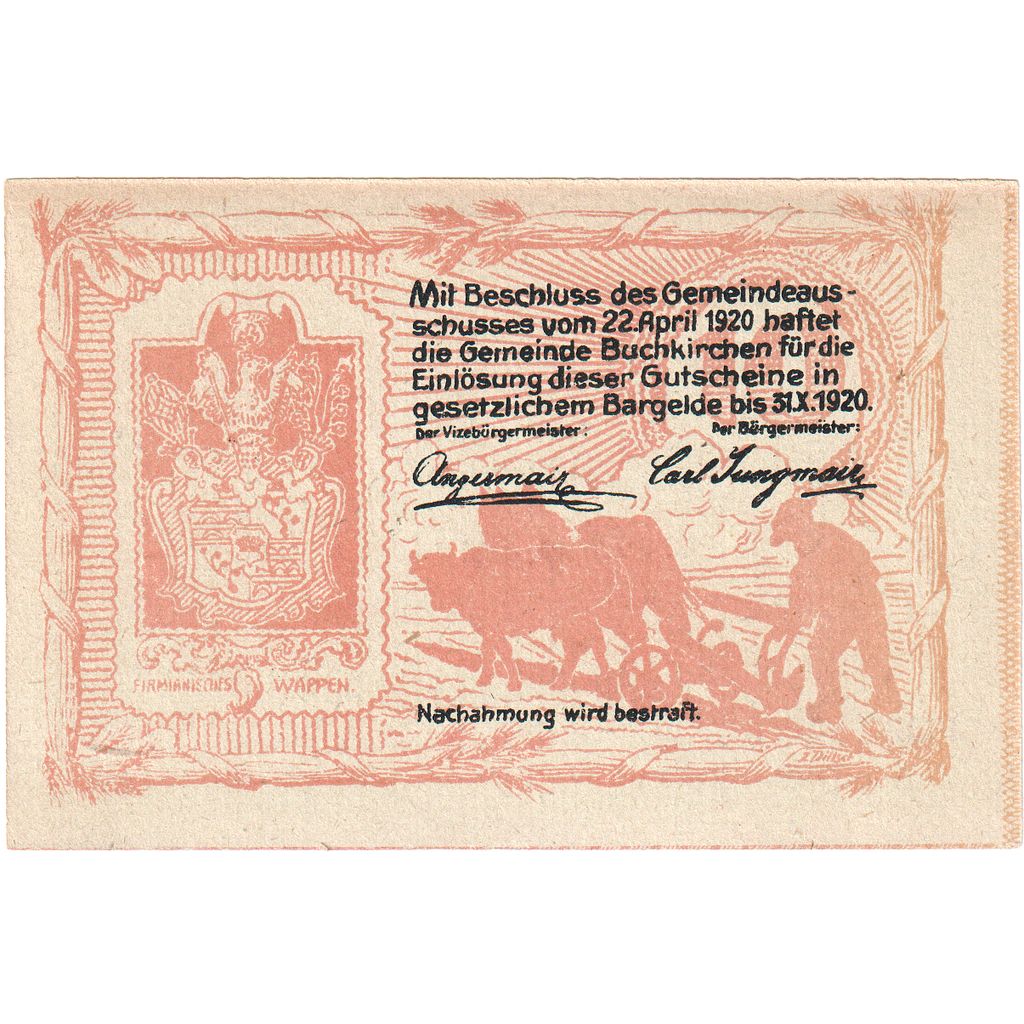 Mit Beschluss des Gemeindeaus-
schusses vom 22. April 1920 haftet
die Gemeinde Buchkirchen für die
Einlösung dieser Gutscheine in
gesetzlichem Bargelde bis 31.X.1920.
Der Vizebürgermeister: Der Bürgermeister:
Angermair Carl Jungmair
FIRMIANISCHES WAPPEN.
Nachahmung wird bestraft.